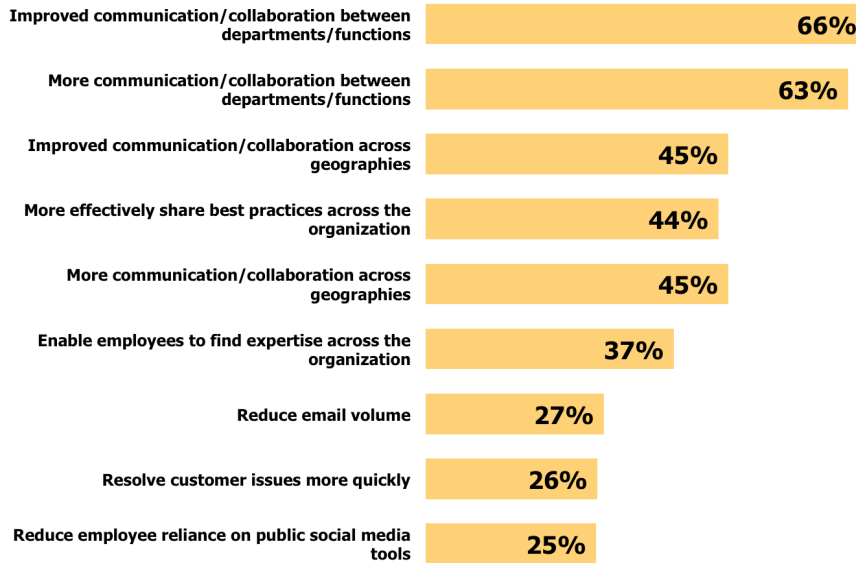 Improved communication/collaboration between
departments/functions
66%
More communication/collaboration between
departments/functions
63%
Improved communication/collaboration across
geographies
45%
More effectively share best practices across the
organization
44%
More communication/collaboration across
geographies
45%
Enable employees to find expertise across the
organization
37%
Reduce email volume
27%
Resolve customer issues more quickly
26%
Reduce employee reliance on public social media
tools
25%